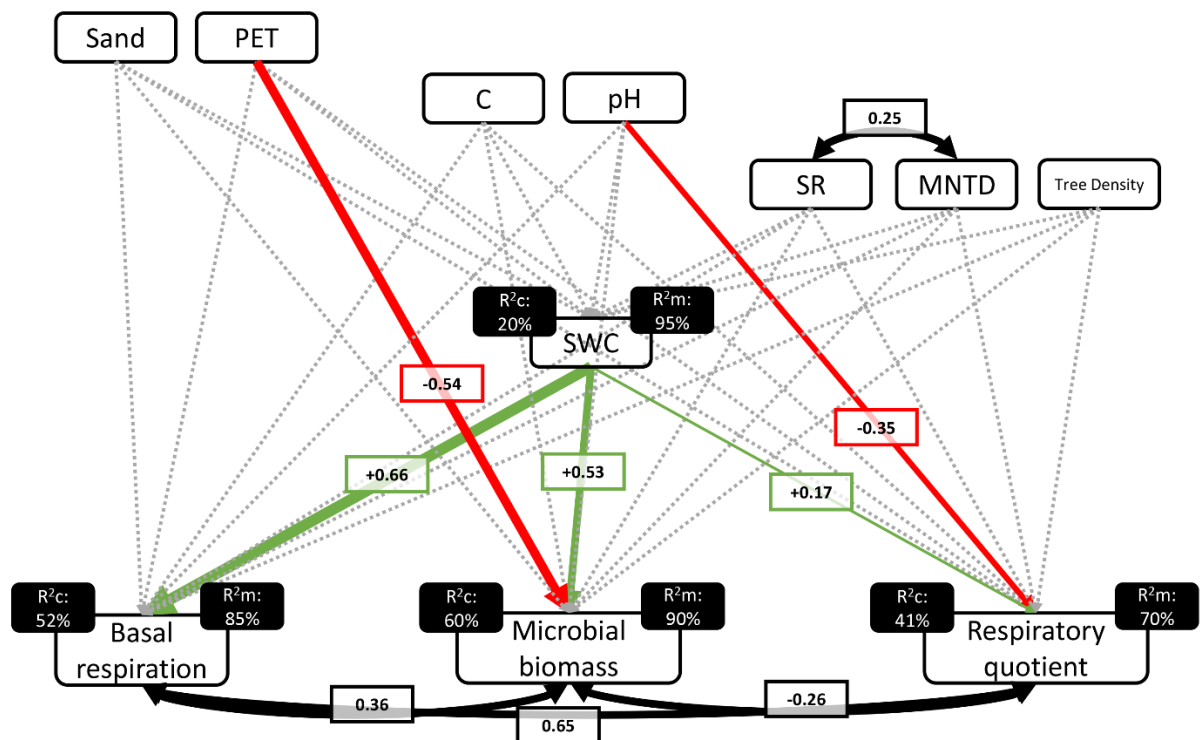 Sand
PET
C
pH
0.25
SR
MNTD
Tree Density
R²c:
20%
R²m:
95%
SWC
-0.54
-0.35
+0.66
+0.53
+0.17
R²c:
52%
R²m:
85%
Basal
respiration
R²c:
60%
R²m:
90%
Microbial
biomass
R²c:
41%
R²m:
70%
Respiratory
quotient
0.36
-0.26
0.65